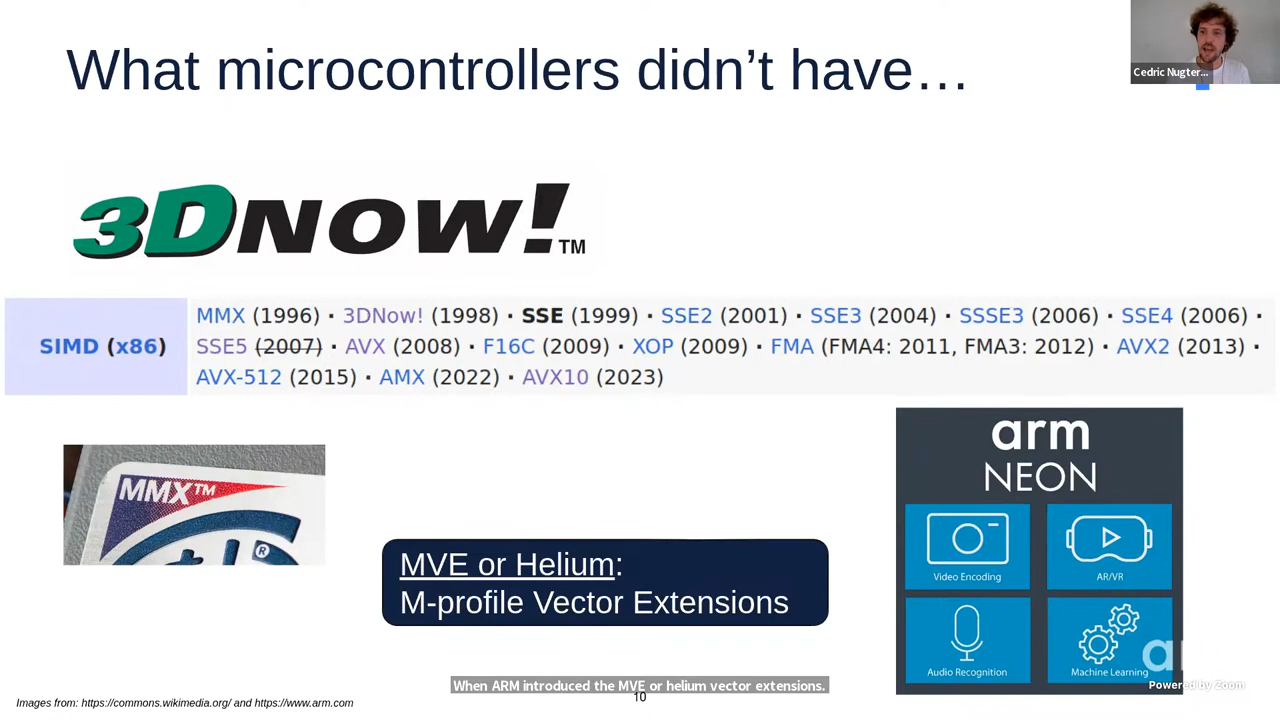 What microcontrollers didn't have…
Cedric Nugter...
3DNOW!™
SIMD (x86)
MMX (1996) · 3DNow! (1998) · SSE (1999) · SSE2 (2001) · SSE3 (2004) · SSSE3 (2006) · SSE4 (2006) ·
SSE5 (2007) · AVX (2008) · F16C (2009) · XOP (2009) · FMA (FMA4: 2011, FMA3: 2012) · AVX2 (2013) ·
AVX-512 (2015) · AMX (2022) · AVX10 (2023)
MMX™
®
MVE or Helium:
M-profile Vector Extensions
arm
NEON
Video Encoding
AR/VR
Audio Recognition
Machine Learning
Powered by Zoom
When ARM introduced the MVE or helium vector extensions.
10
Images from: https://commons.wikimedia.org/ and https://www.arm.com